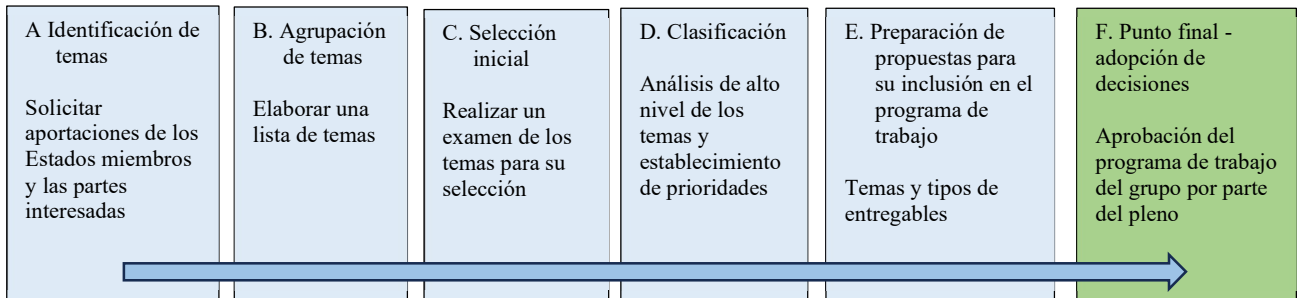 A Identificación de
temas
Solicitar
aportaciones de los
Estados miembros
y las partes
interesadas
B. Agrupación
de temas
Elaborar una
lista de temas
C. Selección
inicial
Realizar un
examen de los
temas para su
selección
D. Clasificación
Análisis de alto
nivel de los
temas y
establecimiento
de prioridades
E. Preparación de
propuestas para
su inclusión en el
programa de
trabajo
Temas y tipos de
entregables
F. Punto final -
adopción de
decisiones
Aprobación del
programa de trabajo
del grupo por parte
del pleno